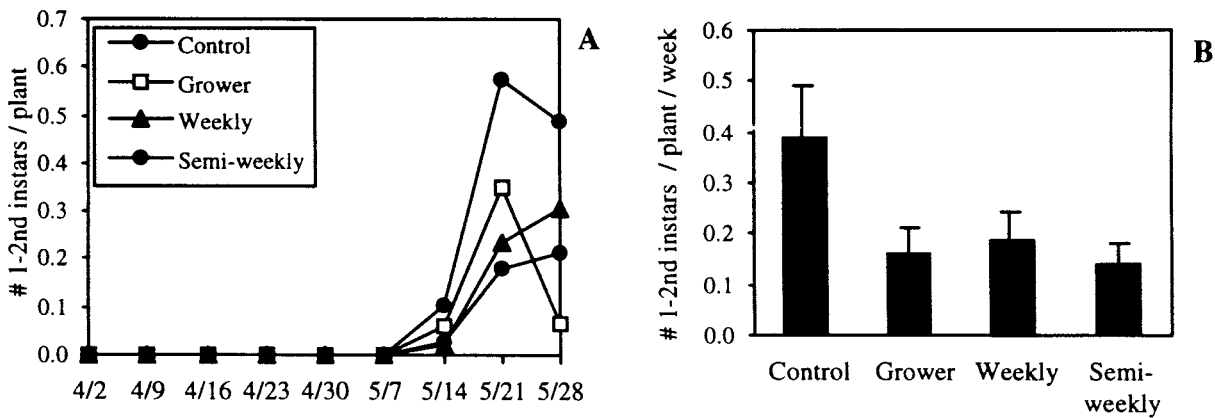 A
# 1-2nd instars / plant
0.7
0.6
0.5
0.4
0.3
0.2
0.1
0.0
Control
Grower
Weekly
Semi-weekly
4/2 4/9 4/16 4/23 4/30 5/7 5/14 5/21 5/28
B
# 1-2nd instars / plant / week
0.6
0.5
0.4
0.3
0.2
0.1
0.0
Control Grower Weekly Semi-
weekly